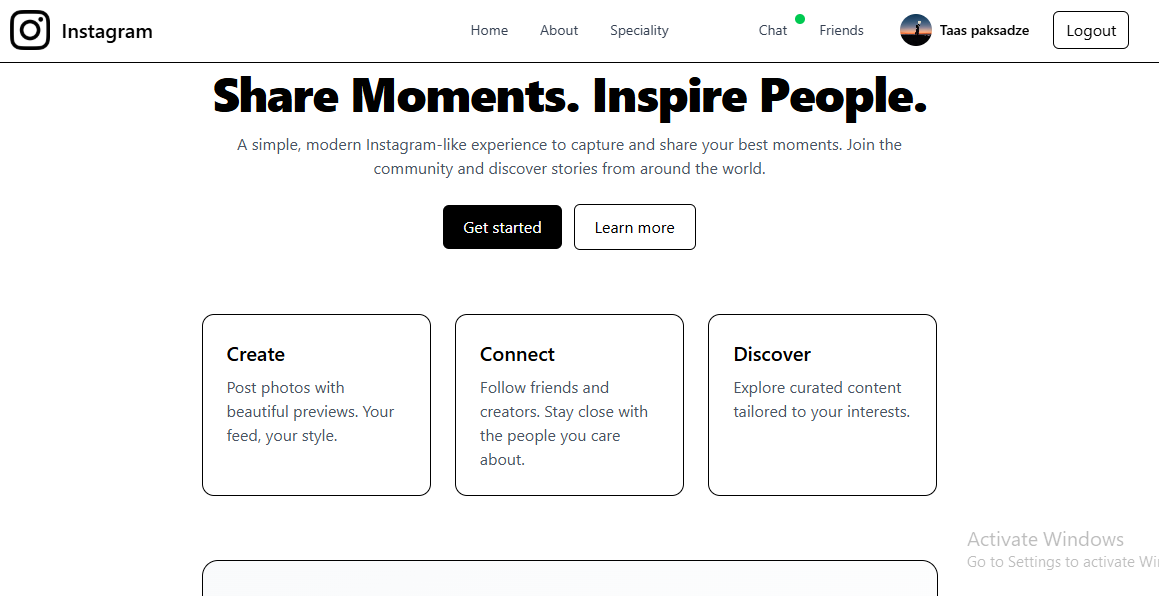 Instagram
Home
About
Speciality
Chat
Friends
Taas paksadze
Logout
Share Moments. Inspire People.
A simple, modern Instagram-like experience to capture and share your best moments. Join the
community and discover stories from around the world.
Get started
Learn more
Create
Post photos with
beautiful previews. Your
feed, your style.
Connect
Follow friends and
creators. Stay close with
the people you care
about.
Discover
Explore curated content
tailored to your interests.
Activate Windows
Go to Settings to activate Wi